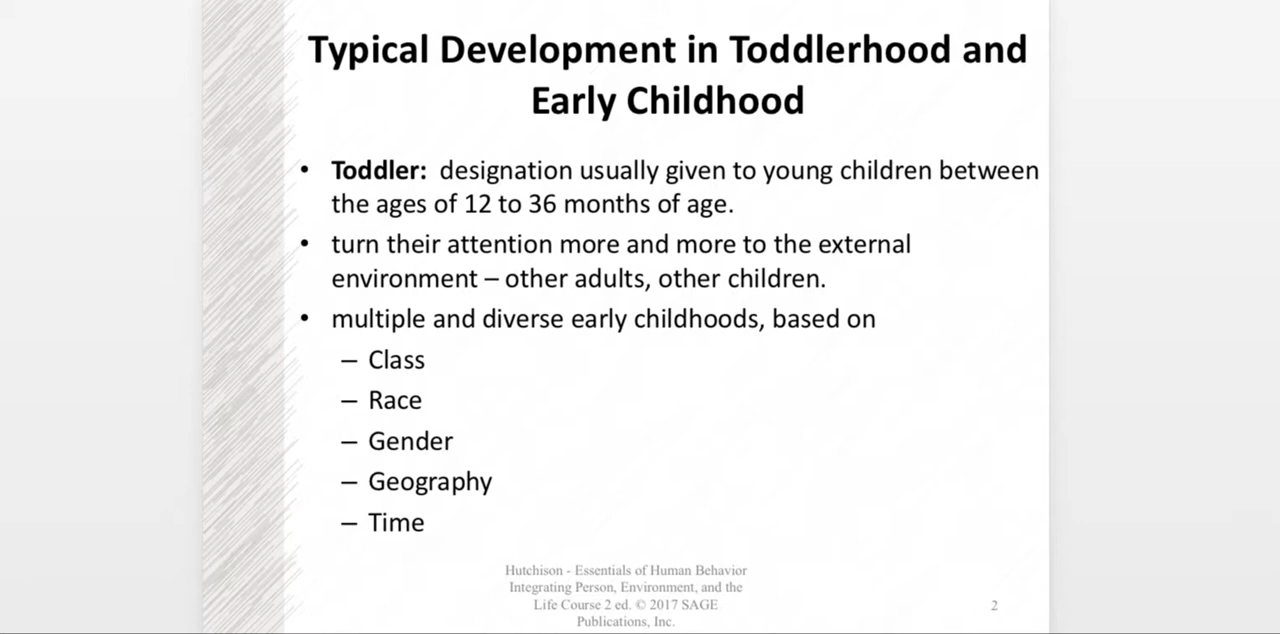 Typical Development in Toddlerhood and
Early Childhood
• Toddler: designation usually given to young children between
the ages of 12 to 36 months of age.
• turn their attention more and more to the external
environment – other adults, other children.
• multiple and diverse early childhoods, based on
– Class
– Race
– Gender
– Geography
– Time
Hutchison - Essentials of Human Behavior
Integrating Person, Environment, and the
Life Course 2 ed. © 2017 SAGE
Publications, Inc.
2